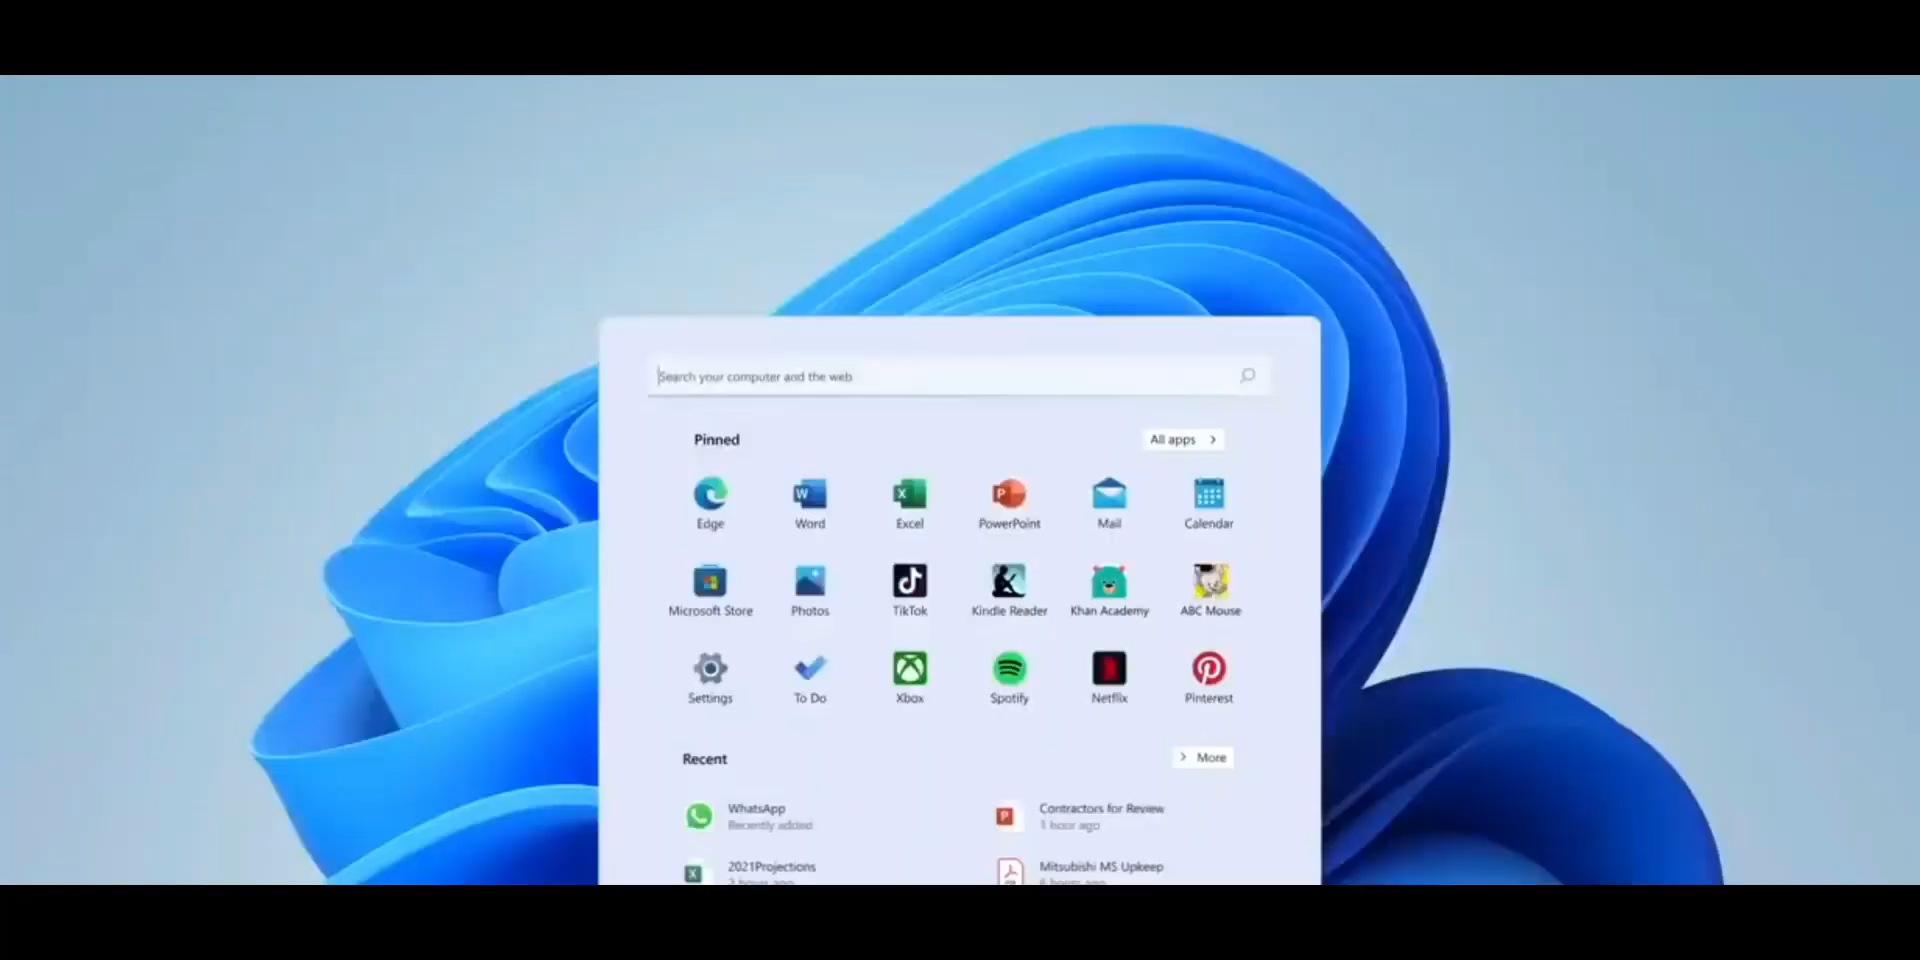 Search your computer and the web
Pinned
All apps
Edge
Word
Excel
PowerPoint
Mail
Calendar
Microsoft Store
Photos
TikTok
Kindle Reader
Khan Academy
ABC Mouse
Settings
To Do
Xbox
Spotify
Netflix
Pinterest
Recent
More
WhatsApp
Recently added
Contractors for Review
1 hour ago
2021Projections
Mitsubishi MS Upkeep